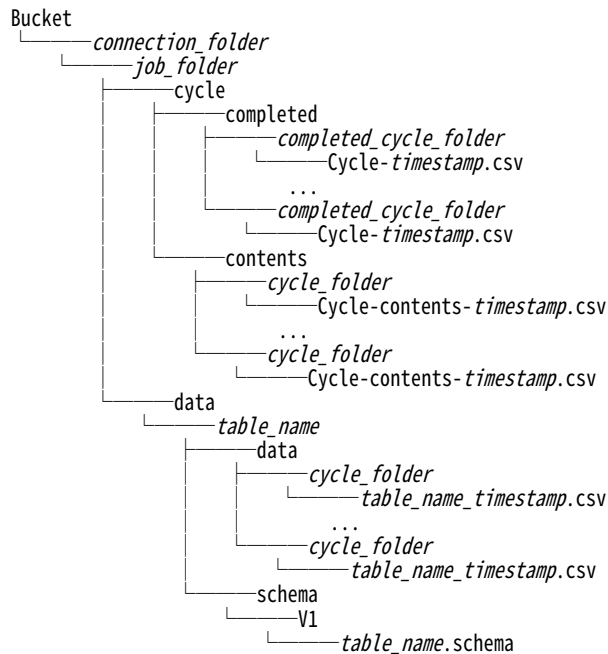 Bucket
connection_folder
job_folder
cycle
completed
completed_cycle_folder
Cycle-timestamp.csv
...
completed_cycle_folder
Cycle-timestamp.csv
contents
cycle_folder
Cycle-contents-timestamp.csv
...
cycle_folder
Cycle-contents-timestamp.csv
data
table_name
data
cycle_folder
table_name_timestamp.csv
...
cycle_folder
table_name_timestamp.csv
schema
V1
table_name.schema